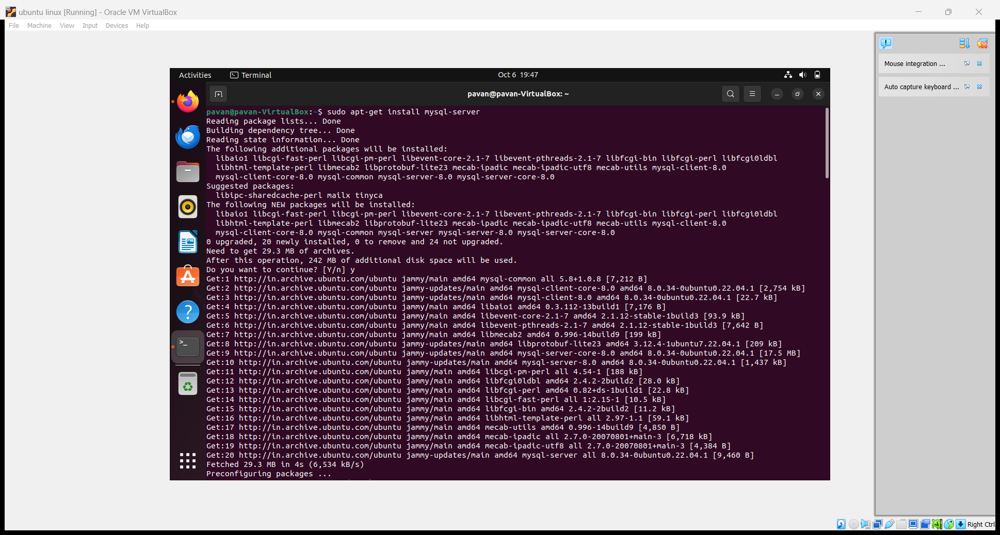 ubuntu linux [Running] - Oracle VM VirtualBox
File Machine View Input Devices Help
Mouse integration ...
Auto capture keyboard ...
Activities Terminal Oct 6 19:47
pavan@pavan-VirtualBox: ~
pavan@pavan-VirtualBox:~$ sudo apt-get install mysql-server
Reading package lists... Done
Building dependency tree... Done
Reading state information... Done
The following additional packages will be installed:
libaio1 libcgi-fast-perl libcgi-pm-perl libevent-core-2.1-7 libevent-pthreads-2.1-7 libfcgi-bin libfcgi-perl libfcgi0ldbl
libhtml-template-perl libmecab2 libprotobuf-lite23 mecab-ipadic mecab-ipadic-utf8 mecab-utils mysql-client-8.0
mysql-client-core-8.0 mysql-common mysql-server-8.0 mysql-server-core-8.0
Suggested packages:
libipc-sharedcache-perl mailx tinyca
The following NEW packages will be installed:
libaio1 libcgi-fast-perl libcgi-pm-perl libevent-core-2.1-7 libevent-pthreads-2.1-7 libfcgi-bin libfcgi-perl libfcgi0ldbl
libhtml-template-perl libmecab2 libprotobuf-lite23 mecab-ipadic mecab-ipadic-utf8 mecab-utils mysql-client-8.0
mysql-client-core-8.0 mysql-common mysql-server mysql-server-8.0 mysql-server-core-8.0
0 upgraded, 20 newly installed, 0 to remove and 24 not upgraded.
Need to get 29.3 MB of archives.
After this operation, 242 MB of additional disk space will be used.
Do you want to continue? [Y/n] y
Get:1 http://in.archive.ubuntu.com/ubuntu jammy/main amd64 mysql-common all 5.8+1.0.8 [7,212 B]
Get:2 http://in.archive.ubuntu.com/ubuntu jammy-updates/main amd64 mysql-client-core-8.0 amd64 8.0.34-0ubuntu0.22.04.1 [2,754 kB]
Get:3 http://in.archive.ubuntu.com/ubuntu jammy-updates/main amd64 mysql-client-8.0 amd64 8.0.34-0ubuntu0.22.04.1 [22.7 kB]
Get:4 http://in.archive.ubuntu.com/ubuntu jammy/main amd64 libaio1 amd64 0.3.112-13build1 [7,176 B]
Get:5 http://in.archive.ubuntu.com/ubuntu jammy/main amd64 libevent-core-2.1-7 amd64 2.1.12-stable-1build3 [93.9 kB]
Get:6 http://in.archive.ubuntu.com/ubuntu jammy/main amd64 libevent-pthreads-2.1-7 amd64 2.1.12-stable-1build3 [7,642 B]
Get:7 http://in.archive.ubuntu.com/ubuntu jammy/main amd64 libmecab2 amd64 0.996-14build9 [199 kB]
Get:8 http://in.archive.ubuntu.com/ubuntu jammy-updates/main amd64 libprotobuf-lite23 amd64 3.12.4-1ubuntu7.22.04.1 [209 kB]
Get:9 http://in.archive.ubuntu.com/ubuntu jammy-updates/main amd64 mysql-server-core-8.0 amd64 8.0.34-0ubuntu0.22.04.1 [17.5 MB]
Get:10 http://in.archive.ubuntu.com/ubuntu jammy-updates/main amd64 mysql-server-8.0 amd64 8.0.34-0ubuntu0.22.04.1 [1,437 kB]
Get:11 http://in.archive.ubuntu.com/ubuntu jammy/main amd64 libcgi-pm-perl all 4.54-1 [188 kB]
Get:12 http://in.archive.ubuntu.com/ubuntu jammy/main amd64 libfcgi0ldbl amd64 2.4.2-2build2 [28.0 kB]
Get:13 http://in.archive.ubuntu.com/ubuntu jammy/main amd64 libfcgi-perl amd64 0.82+ds-1build1 [22.8 kB]
Get:14 http://in.archive.ubuntu.com/ubuntu jammy/main amd64 libcgi-fast-perl all 1:2.15-1 [10.5 kB]
Get:15 http://in.archive.ubuntu.com/ubuntu jammy/main amd64 libfcgi-bin amd64 2.4.2-2build2 [11.2 kB]
Get:16 http://in.archive.ubuntu.com/ubuntu jammy/main amd64 libhtml-template-perl all 2.97-1.1 [59.1 kB]
Get:17 http://in.archive.ubuntu.com/ubuntu jammy/main amd64 mecab-utils amd64 0.996-14build9 [4,850 B]
Get:18 http://in.archive.ubuntu.com/ubuntu jammy/main amd64 mecab-ipadic all 2.7.0-20070801+main-3 [6,718 kB]
Get:19 http://in.archive.ubuntu.com/ubuntu jammy/main amd64 mecab-ipadic-utf8 all 2.7.0-20070801+main-3 [4,384 B]
Get:20 http://in.archive.ubuntu.com/ubuntu jammy-updates/main amd64 mysql-server all 8.0.34-0ubuntu0.22.04.1 [9,460 B]
Fetched 29.3 MB in 4s (6,534 kB/s)
Preconfiguring packages ...
Right Ctrl